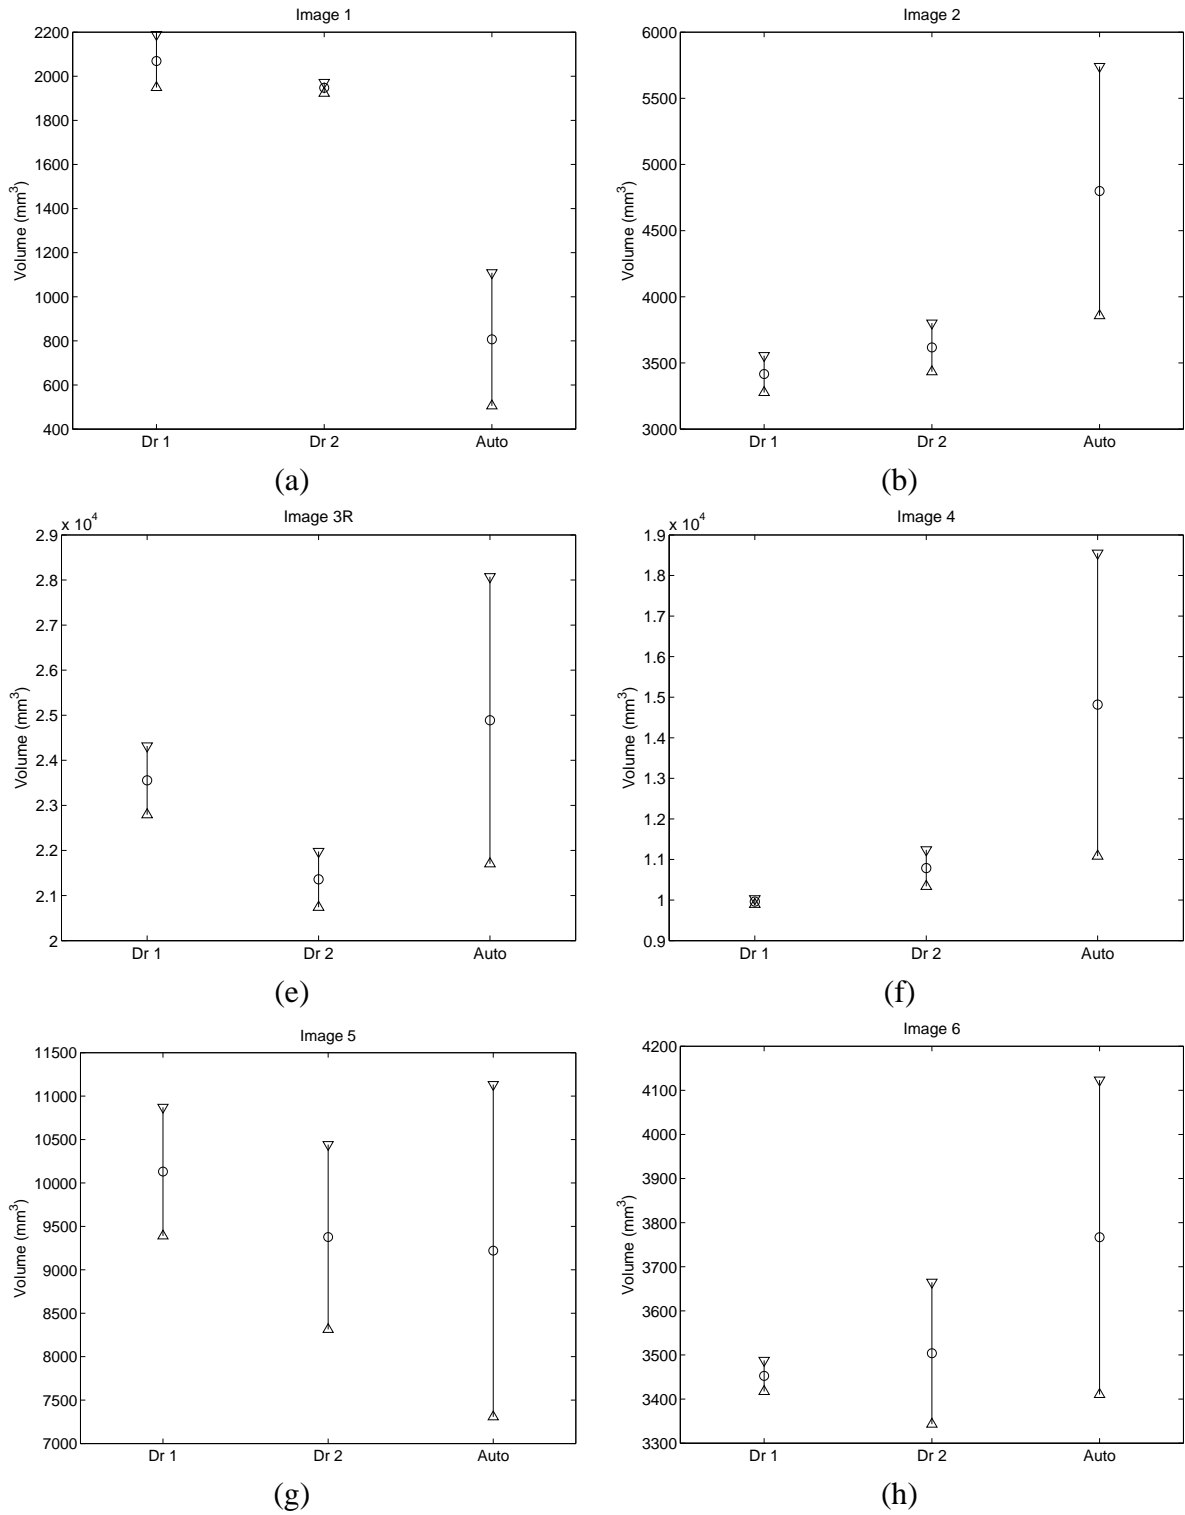 Image 1
2200
2000
1800
1600
1400
1200
1000
800
600
400
Volume (mm³)
Dr 1 Dr 2 Auto
(a)
Image 2
6000
5500
5000
4500
4000
3500
3000
Volume (mm³)
Dr 1 Dr 2 Auto
(b)
Image 3R
x 10⁴
2.9
2.8
2.7
2.6
2.5
2.4
2.3
2.2
2.1
2
Volume (mm³)
Dr 1 Dr 2 Auto
(e)
Image 4
x 10⁴
1.9
1.8
1.7
1.6
1.5
1.4
1.3
1.2
1.1
1
0.9
Volume (mm³)
Dr 1 Dr 2 Auto
(f)
Image 5
11500
11000
10500
10000
9500
9000
8500
8000
7500
7000
Volume (mm³)
Dr 1 Dr 2 Auto
(g)
Image 6
4200
4100
4000
3900
3800
3700
3600
3500
3400
3300
Volume (mm³)
Dr 1 Dr 2 Auto
(h)